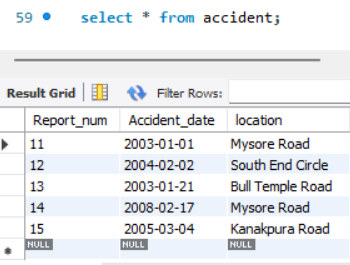 59 select * from accident;
Result Grid Filter Rows:
Report_num Accident_date location
11 2003-01-01 Mysore Road
12 2004-02-02 South End Circle
13 2003-01-21 Bull Temple Road
14 2008-02-17 Mysore Road
15 2005-03-04 Kanakpura Road
NULL NULL NULL